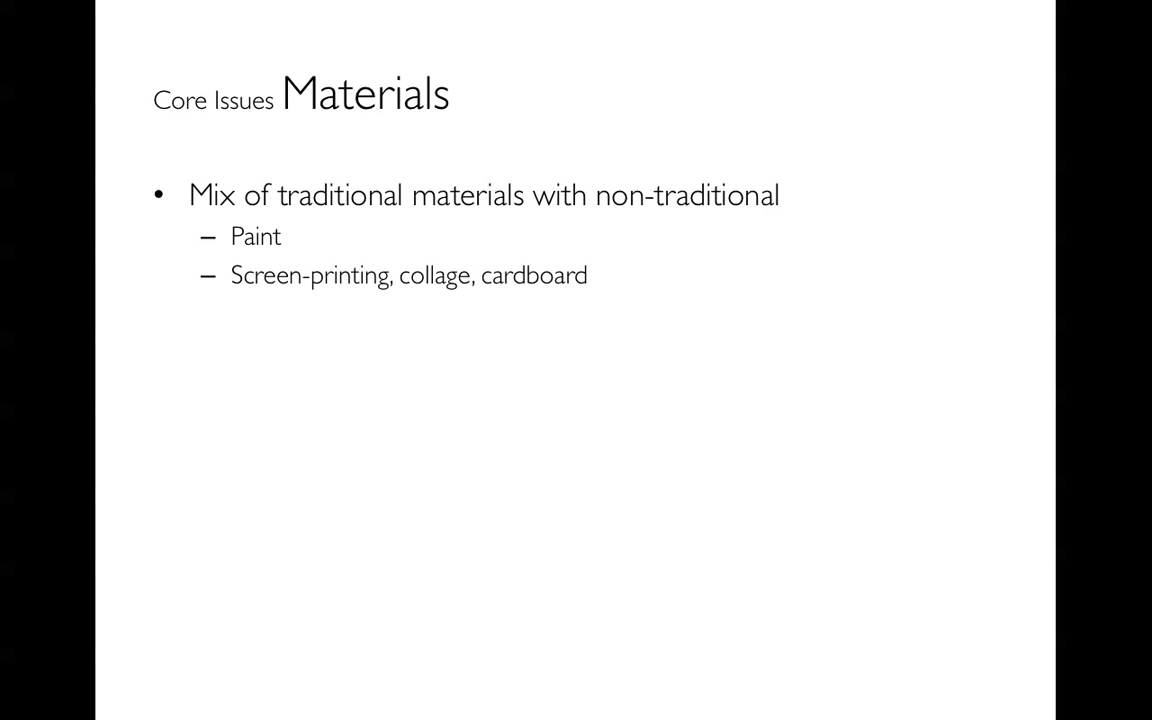 Core Issues Materials
• Mix of traditional materials with non-traditional
– Paint
– Screen-printing, collage, cardboard